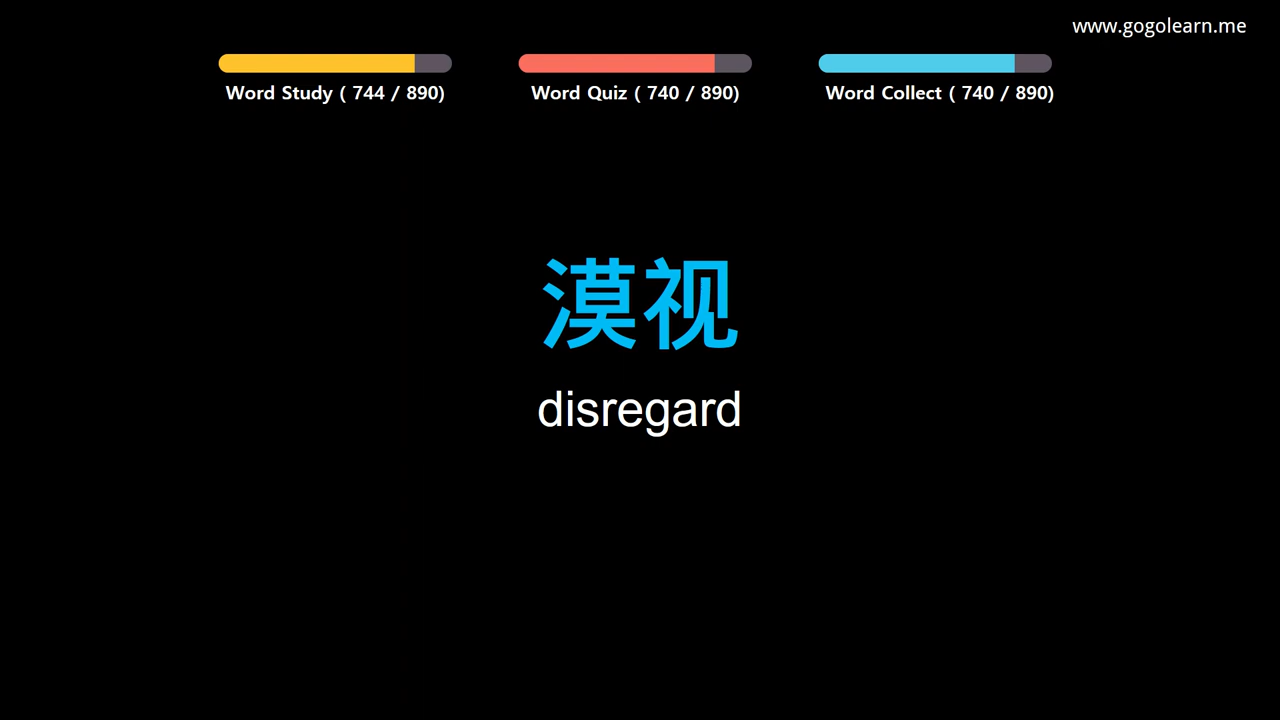 www.gogolearn.me
Word Study ( 744 / 890)
Word Quiz ( 740 / 890)
Word Collect ( 740 / 890)
漠视
disregard